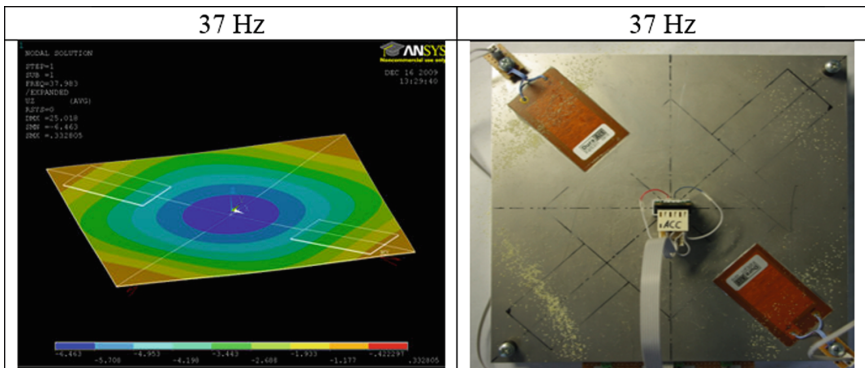 37 Hz
37 Hz
NODAL SOLUTION
STEP=1
SUB =1
FREQ=37.983
/EXPANDED
UZ (AVG)
RSYS=0
DMX =25.018
SMN =-6.463
SMX =.332805
ANSYS
Noncommercial use only
DEC 16 2009
13:29:40
-6.463
-5.708
-4.953
-4.198
-3.443
-2.688
-1.933
-1.177
-.422297
.332805
ACC